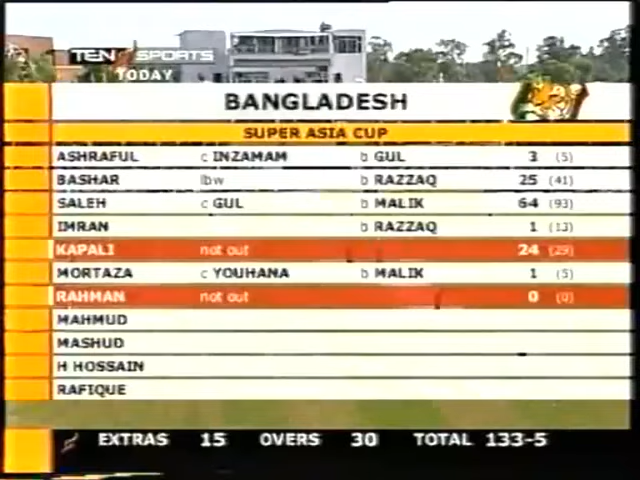 TEN SPORTS
TODAY
BANGLADESH
SUPER ASIA CUP
ASHRAFUL c INZAMAM b GUL 3 (5)
BASHAR lbw b RAZZAQ 25 (41)
SALEH c GUL b MALIK 64 (93)
IMRAN b RAZZAQ 1 (13)
KAPALI not out 24 (29)
MORTAZA c YOUHANA b MALIK 1 (5)
RAHMAN not out 0 (0)
MAHMUD
MASHUD
H HOSSAIN
RAFIQUE
EXTRAS 15 OVERS 30 TOTAL 133-5